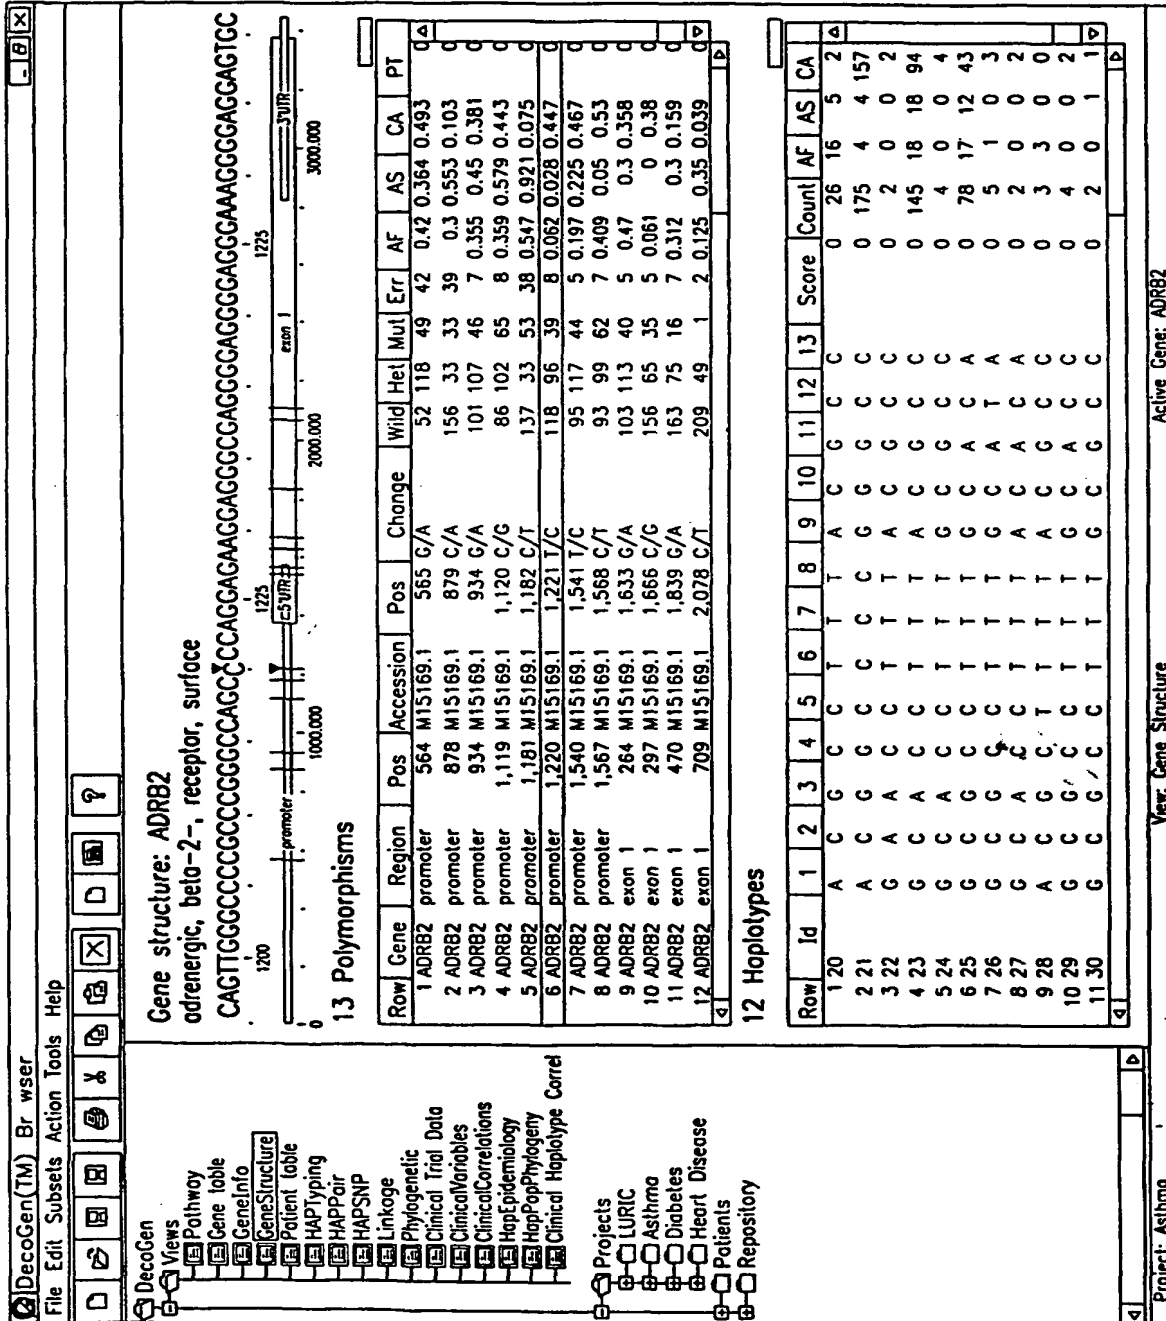 DecoGen(TM) Br wser
File Edit Subsets Action Tools Help
DecoGen
Views
Pathway
Gene table
GeneInfo
GeneStructure
Patient table
HAPTyping
HAPPair
HAPSNP
Linkage
Phylogenetic
Clinical Trial Data
ClinicalVariables
ClinicalCorrelations
HapEpidemiology
HapPopPhylogeny
Clinical Haplotype Correl
Projects
LURIC
Asthma
Diabetes
Heart Disease
Patients
Repository
Gene structure: ADRB2
adrenergic, beta-2-, receptor, surface
1200 1225 1225
CAGTTGGGCCCCGCCCGGGCCAGCCCCAGGAGAAGGAGGGCCGAGGGGAGGGGAGGGAAAGGGGAGGAGTGCC
promoter 5'UTR exon 1 3'UTR
0 1000.000 2000.000 3000.000
13 Polymorphisms
Row Gene Region Pos Accession Pos Change Wild Het Mut Err AF AS CA PT
1 ADRB2 promoter 564 M15169.1 565 G/A 52 118 49 42 0.42 0.364 0.493 0
2 ADRB2 promoter 878 M15169.1 879 C/A 156 33 33 39 0.3 0.553 0.103 0
3 ADRB2 promoter 934 M15169.1 934 G/A 101 107 46 7 0.355 0.45 0.381 0
4 ADRB2 promoter 1,119 M15169.1 1,120 C/G 86 102 65 8 0.359 0.579 0.443 0
5 ADRB2 promoter 1,181 M15169.1 1,182 C/T 137 33 53 38 0.547 0.921 0.075 0
6 ADRB2 promoter 1,220 M15169.1 1,221 T/C 118 96 39 8 0.062 0.028 0.447 0
7 ADRB2 promoter 1,540 M15169.1 1,541 T/C 95 117 44 5 0.197 0.225 0.467 0
8 ADRB2 promoter 1,567 M15169.1 1,568 C/T 93 99 62 7 0.409 0.05 0.53 0
9 ADRB2 exon 1 264 M15169.1 1,633 G/A 103 113 40 5 0.47 0.3 0.358 0
10 ADRB2 exon 1 297 M15169.1 1,666 C/G 156 65 35 5 0.061 0 0.38 0
11 ADRB2 exon 1 470 M15169.1 1,839 G/A 163 75 16 7 0.312 0.3 0.159 0
12 ADRB2 exon 1 709 M15169.1 2,078 C/T 209 49 1 2 0.125 0.35 0.039 0
12 Haplotypes
Row Id 1 2 3 4 5 6 7 8 9 10 11 12 13 Score Count AF AS CA
1 20 A C G C C T T T A C G C C 0 26 16 5 2
2 21 A C G G C C C C G G G C C 0 175 4 4 157
3 22 G A A C C T T T A C A C C 0 2 2 0 2
4 23 G A A C C T T T A C A C C 0 145 18 18 94
5 24 G C A C C T T T G C G C C 0 4 0 0 4
6 25 G C G C C T T T G C A C A 0 78 17 12 43
7 26 G C G C C T T T G C A T A 0 5 1 0 3
8 27 G C A C C T T T A C A C A 0 2 0 0 2
9 28 A C G C T T T T A C G C C 0 3 3 0 0
10 29 G C G C C T T T G C A C C 0 4 0 0 2
11 30 G C G C C T T T G C G C C 0 2 0 1 1
Project: Asthma View: Gene Structure Active Gene: ADRB2